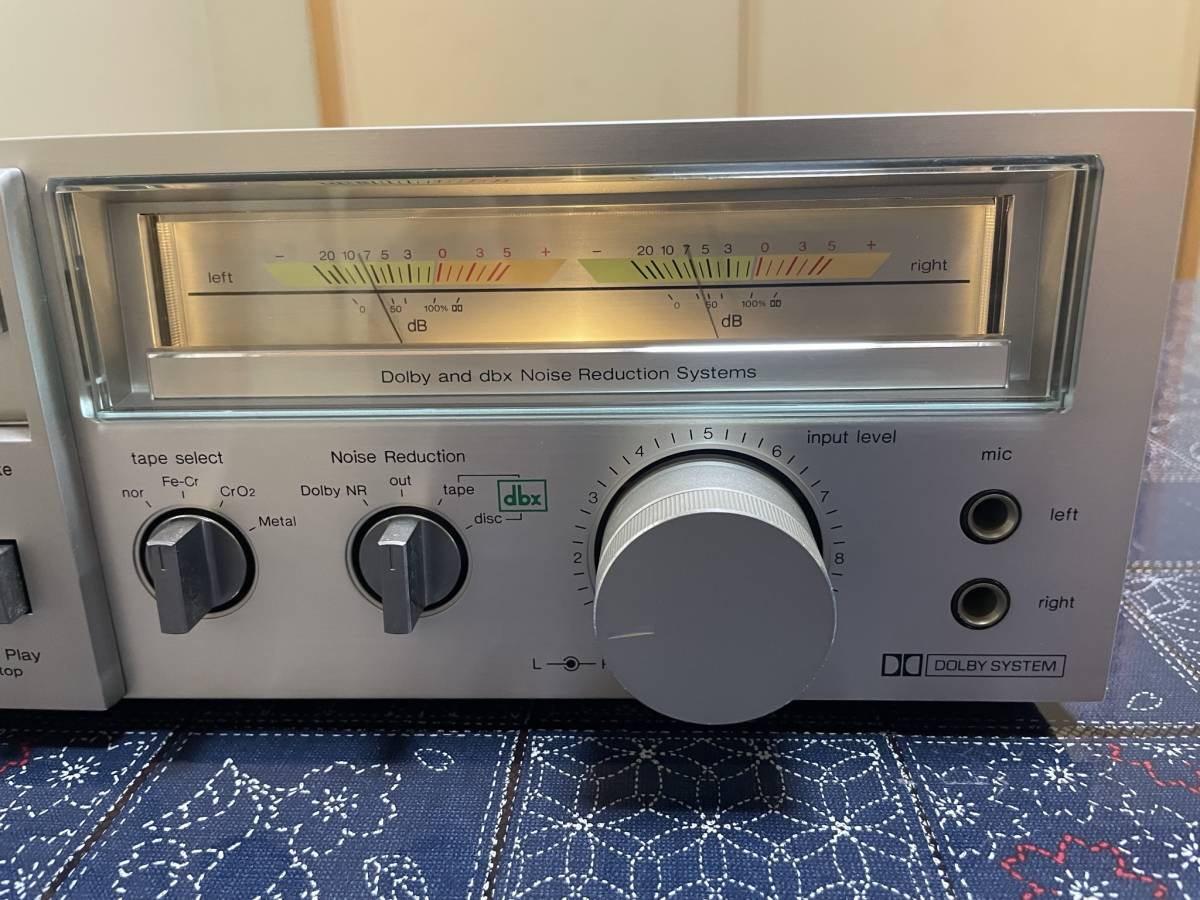 − 20 10 7 5 3 0 3 5 +
− 20 10 7 5 3 0 3 5 +
left
right
0 50 100%
0 50 100%
dB
dB
Dolby and dbx Noise Reduction Systems
tape select
nor Fe-Cr CrO2 Metal
Noise Reduction
Dolby NR out tape disc
dbx
input level
2 3 4 5 6 7 8
mic
left
right
L
DOLBY SYSTEM
Play